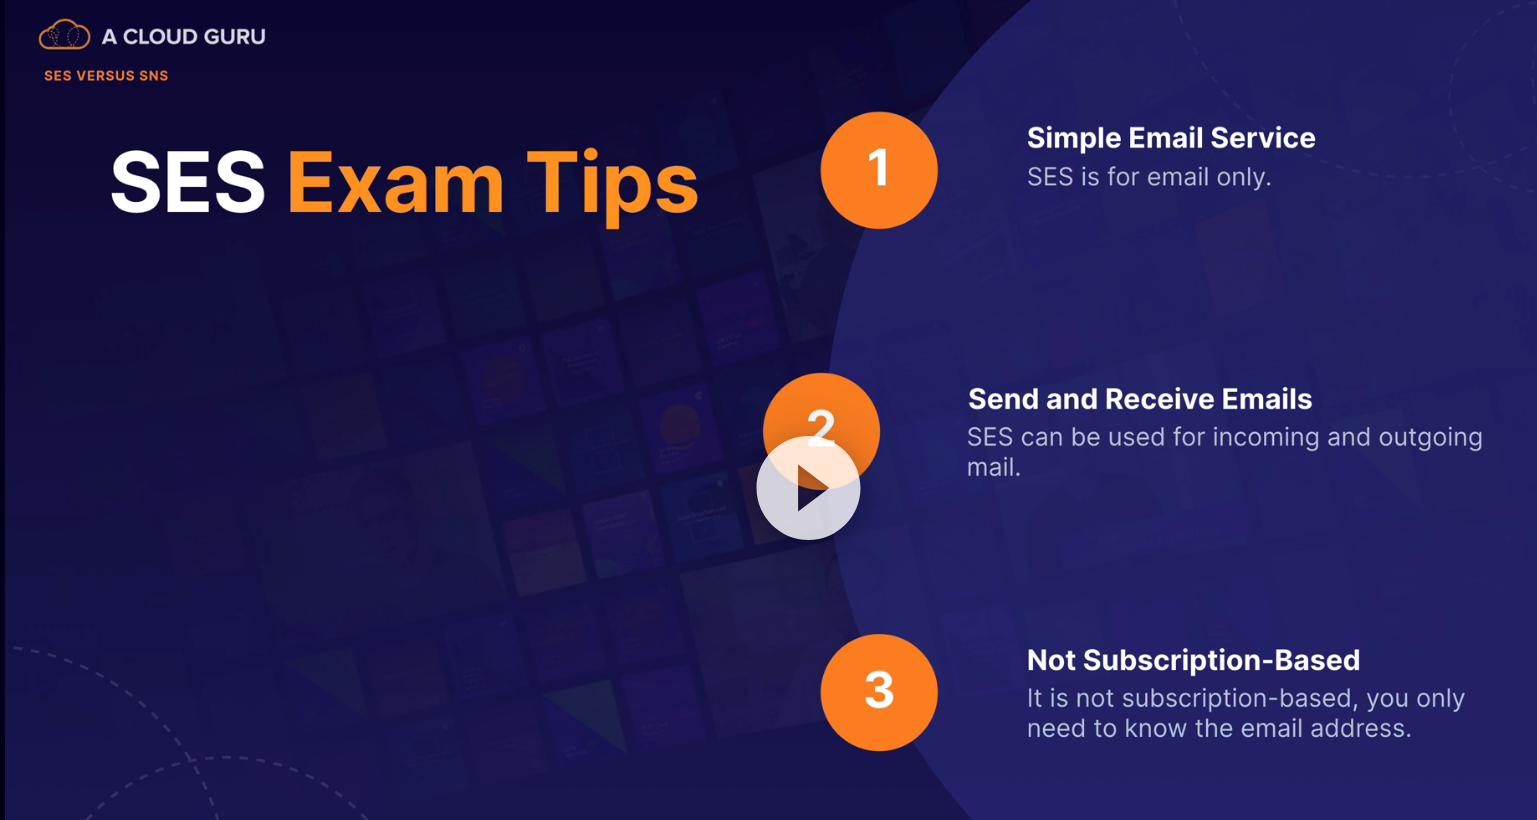 A CLOUD GURU
SES VERSUS SNS
SES Exam Tips
1
Simple Email Service
SES is for email only.
2
Send and Receive Emails
SES can be used for incoming and outgoing
mail.
3
Not Subscription-Based
It is not subscription-based, you only
need to know the email address.